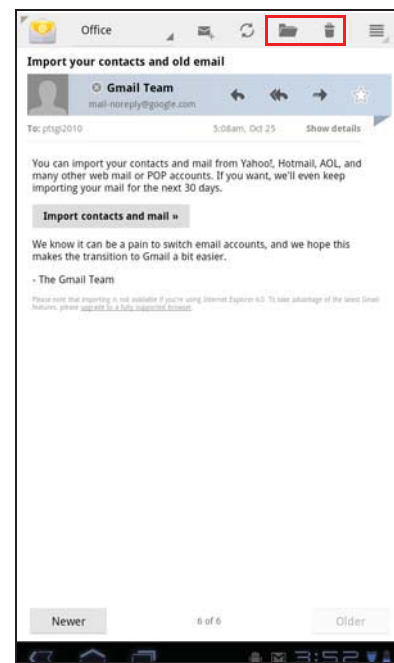 Office
Import your contacts and old email
Gmail Team
mail-noreply@google.com
To: ptsgi2010 5:08am, Oct 25 Show details
You can import your contacts and mail from Yahoo!, Hotmail, AOL, and
many other web mail or POP accounts. If you want, we'll even keep
importing your mail for the next 30 days.
Import contacts and mail »
We know it can be a pain to switch email accounts, and we hope this
makes the transition to Gmail a bit easier.
- The Gmail Team
Please note that importing is not available if you're using Internet Explorer 6.0. To take advantage of the latest Gmail
features, please upgrade to a fully supported browser.
Newer 6 of 6 Older
3:52